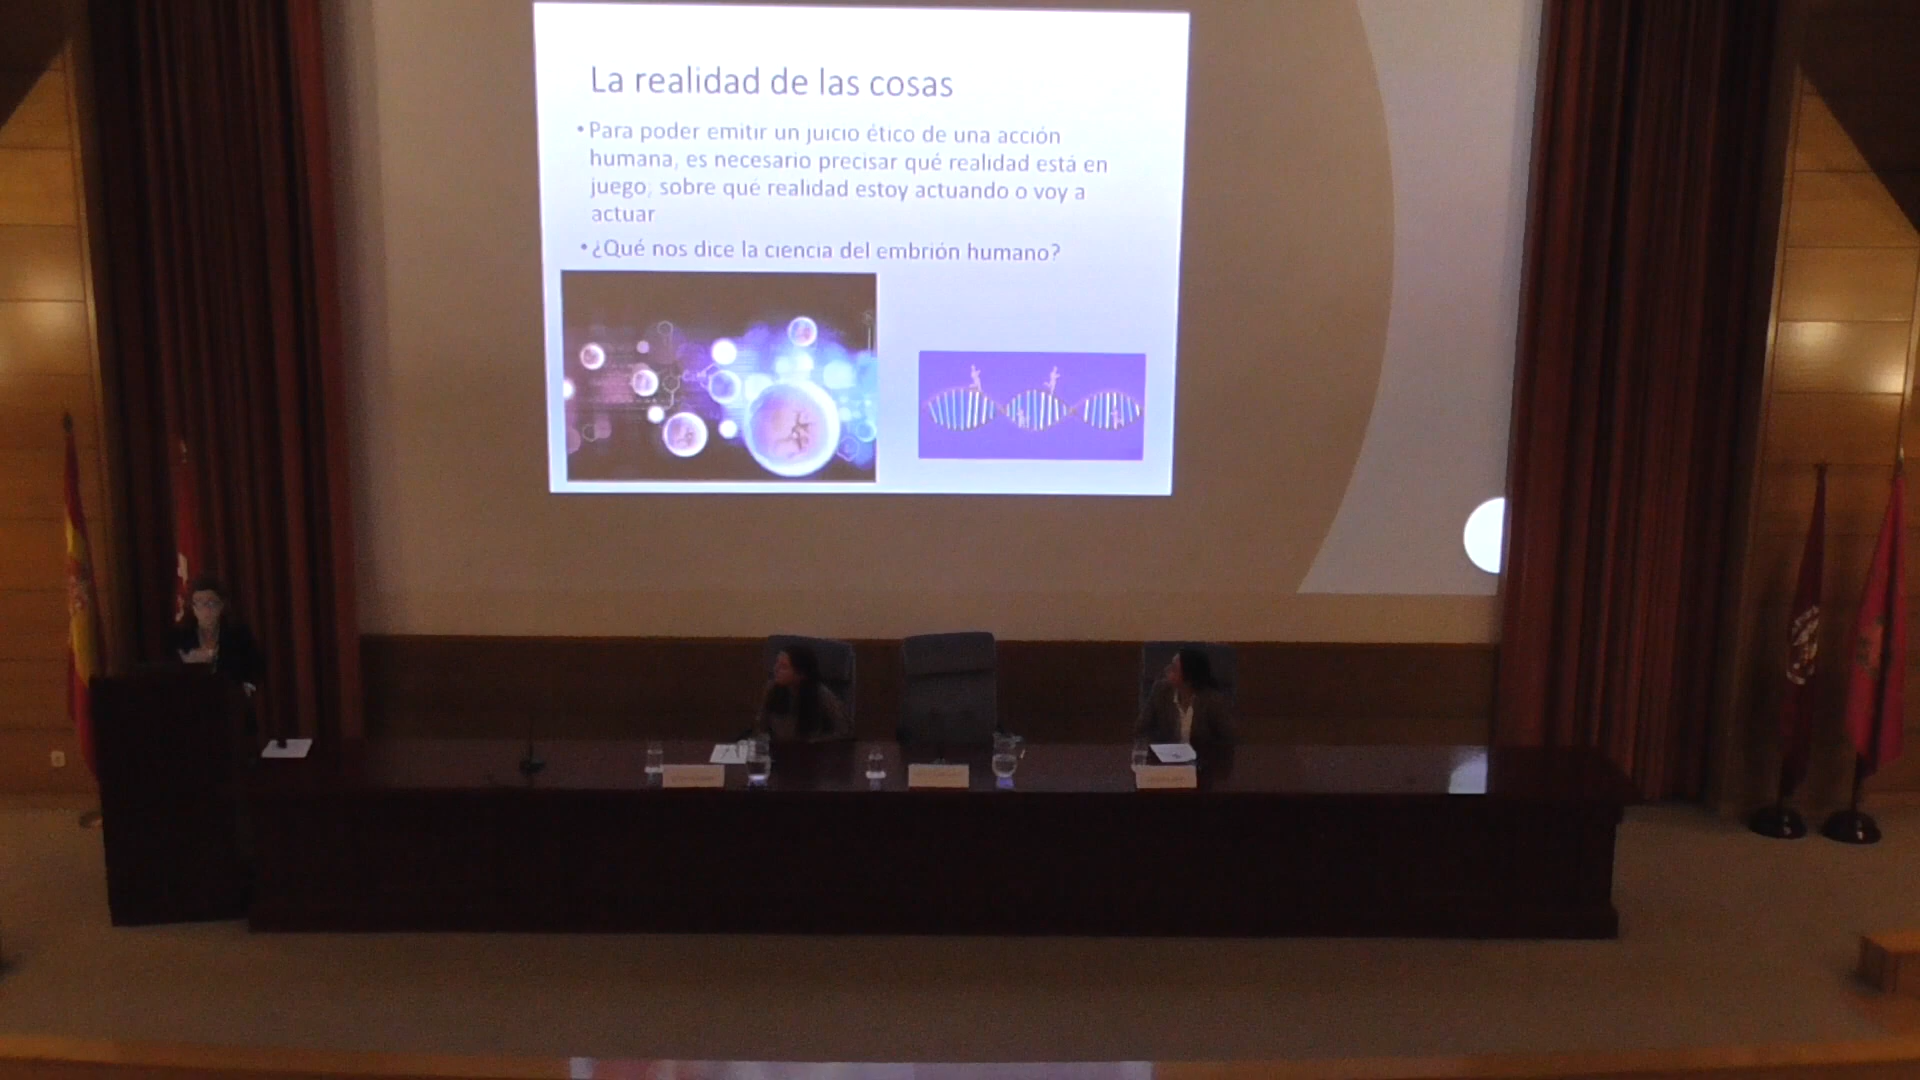 La realidad de las cosas
• Para poder emitir un juicio ético de una acción
humana, es necesario precisar qué realidad está en
juego; sobre qué realidad estoy actuando o voy a
actuar
• ¿Qué nos dice la ciencia del embrión humano?